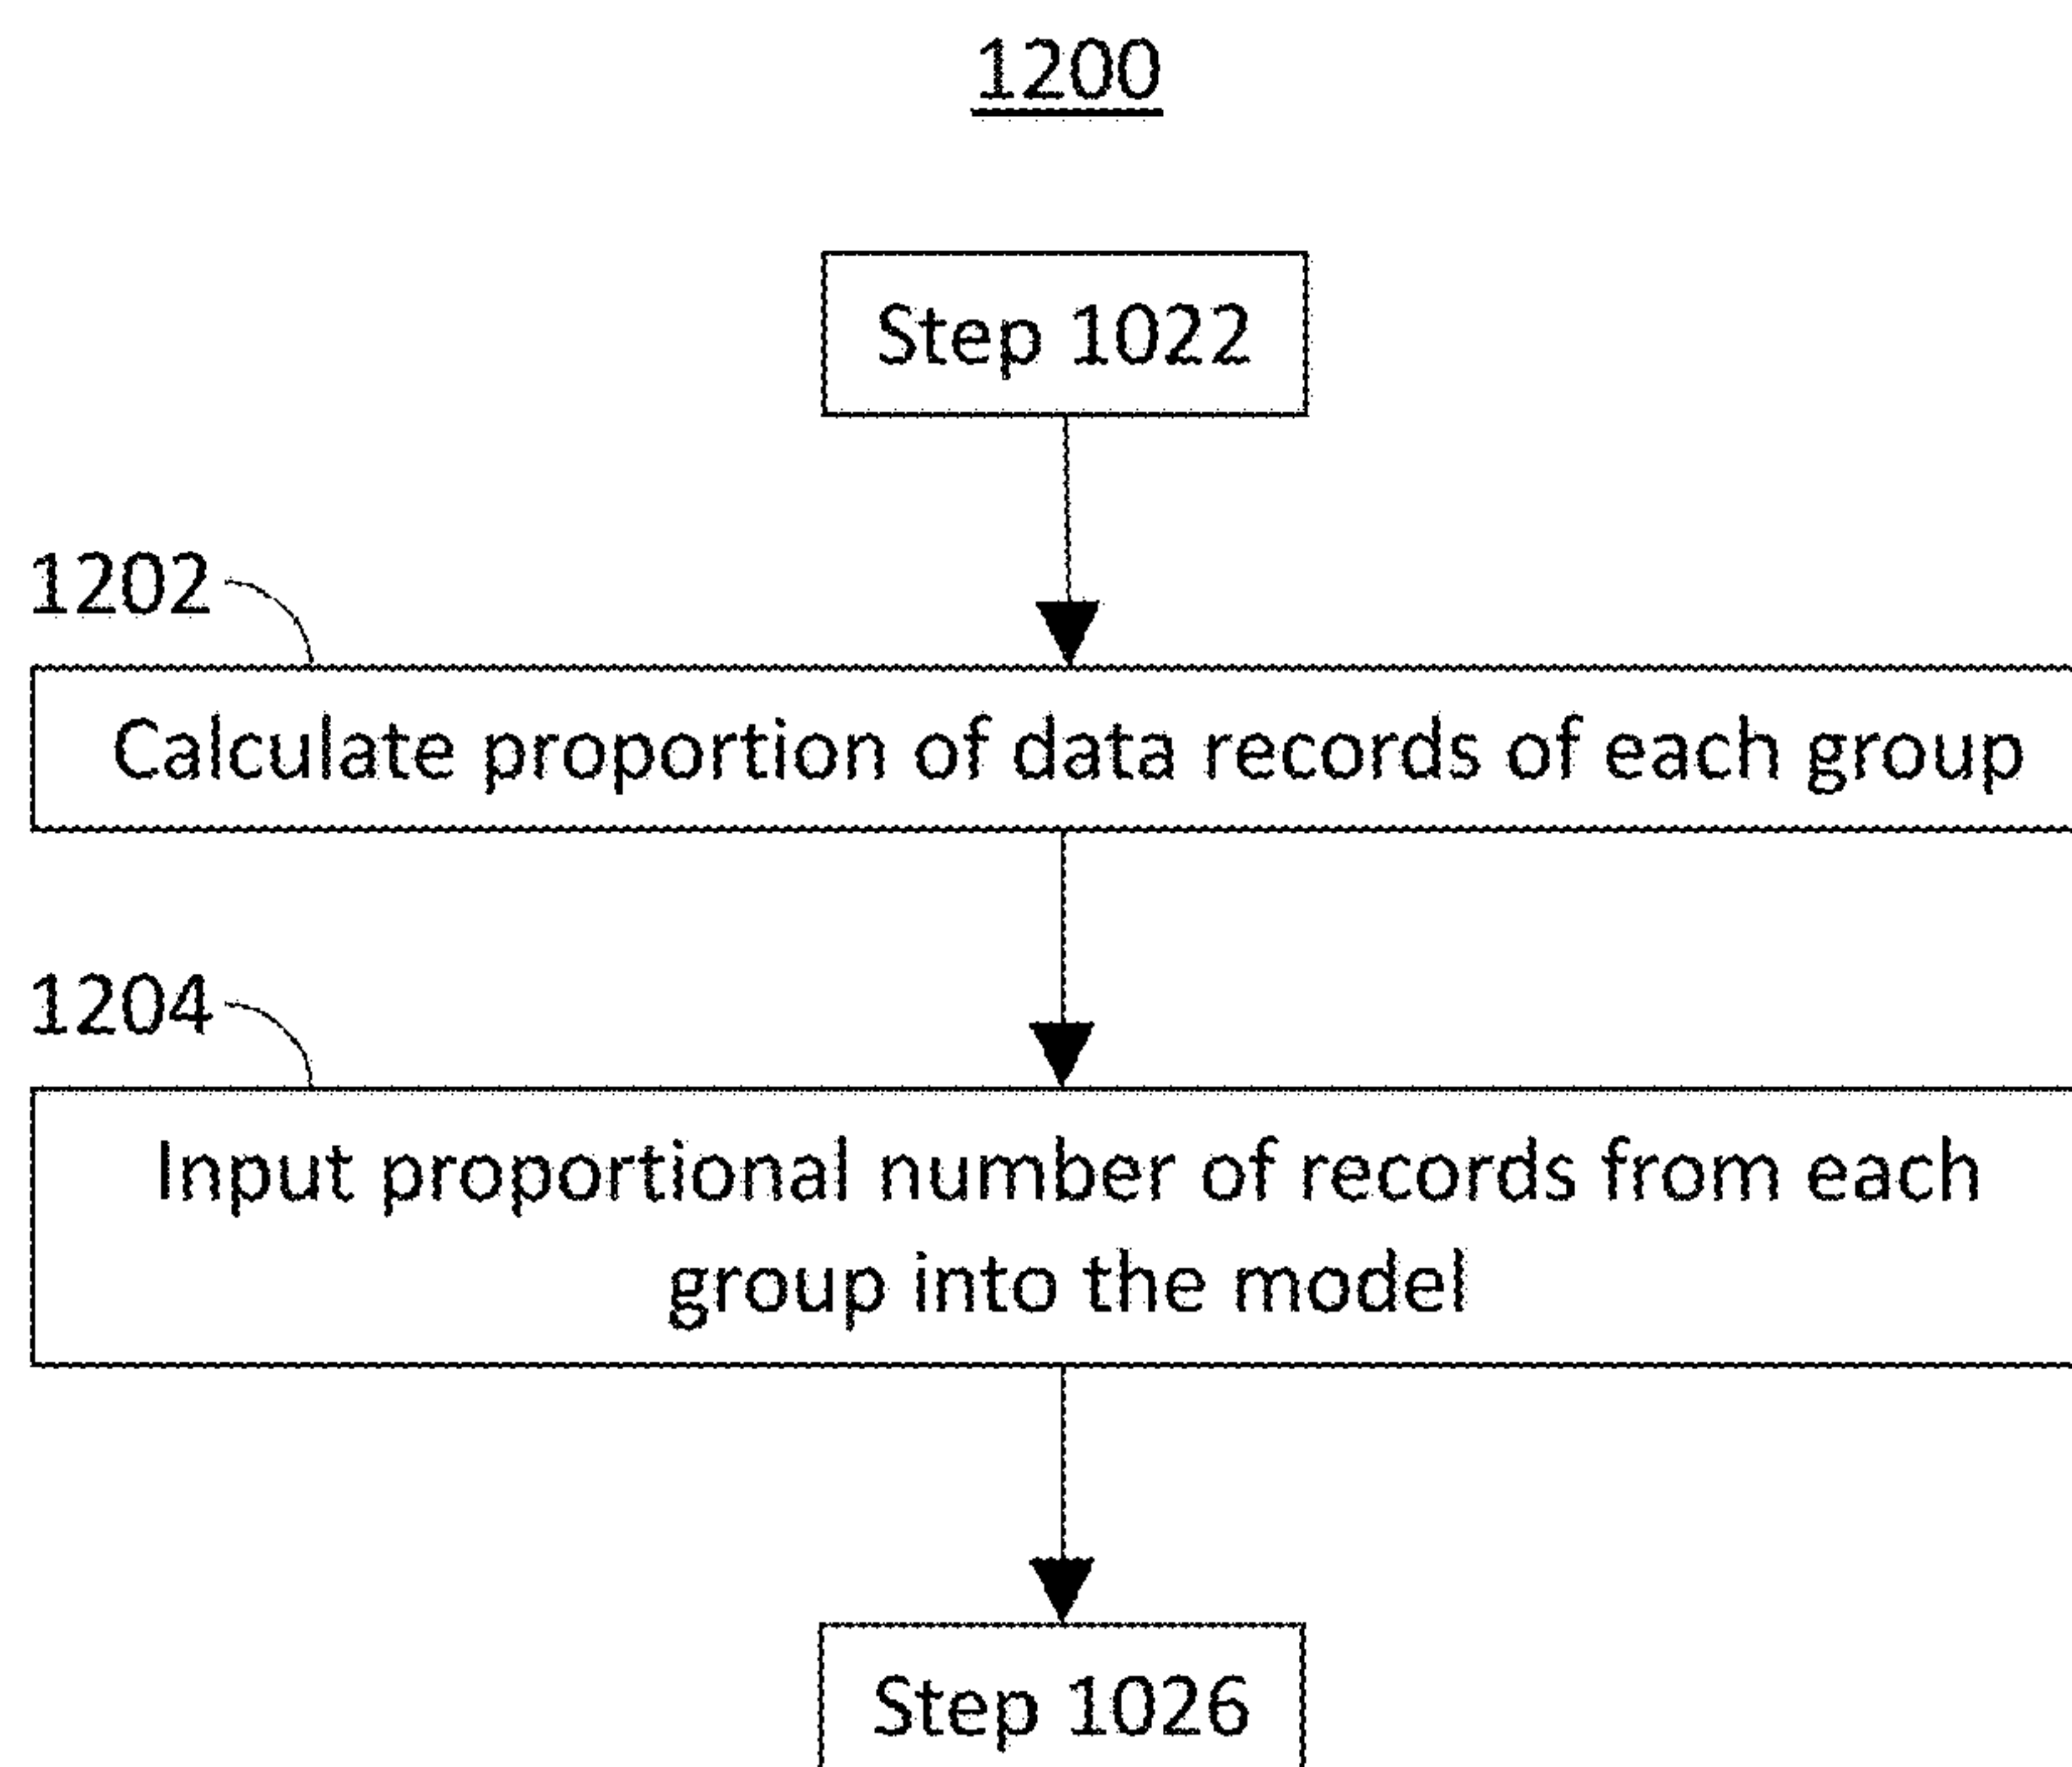 1200
Step 1022
1202
Calculate proportion of data records of each group
1204
Input proportional number of records from each
group into the model
Step 1026